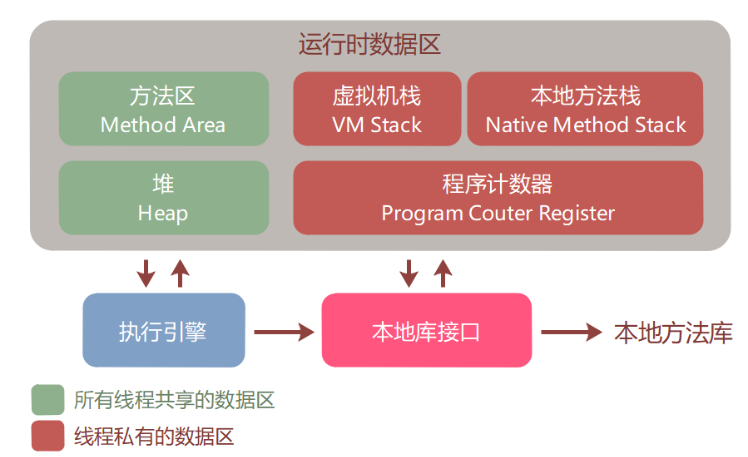 运行时数据区
方法区
Method Area
虚拟机栈
VM Stack
本地方法栈
Native Method Stack
堆
Heap
程序计数器
Program Couter Register
执行引擎
本地库接口
本地方法库
所有线程共享的数据区
线程私有的数据区